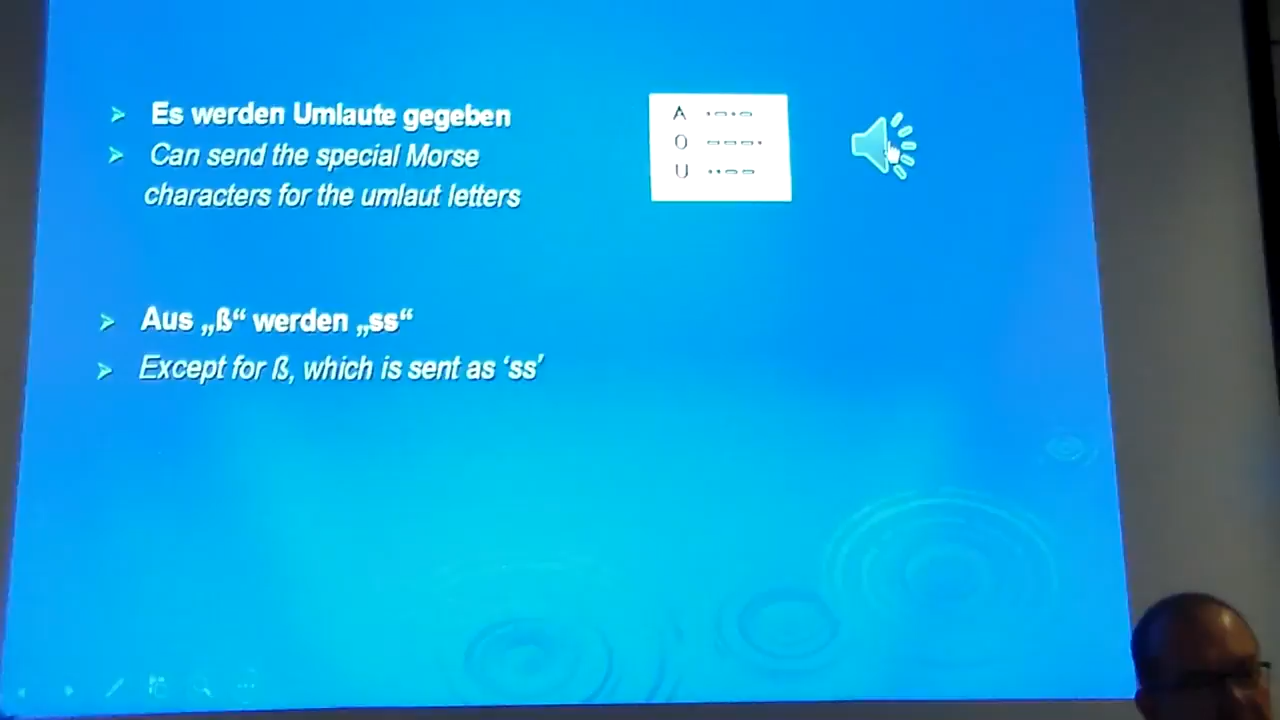 Es werden Umlaute gegeben
Can send the special Morse
characters for the umlaut letters
A ·–·–
O –––·
U ··––
Aus „ß“ werden „ss“
Except for ß, which is sent as ‘ss’